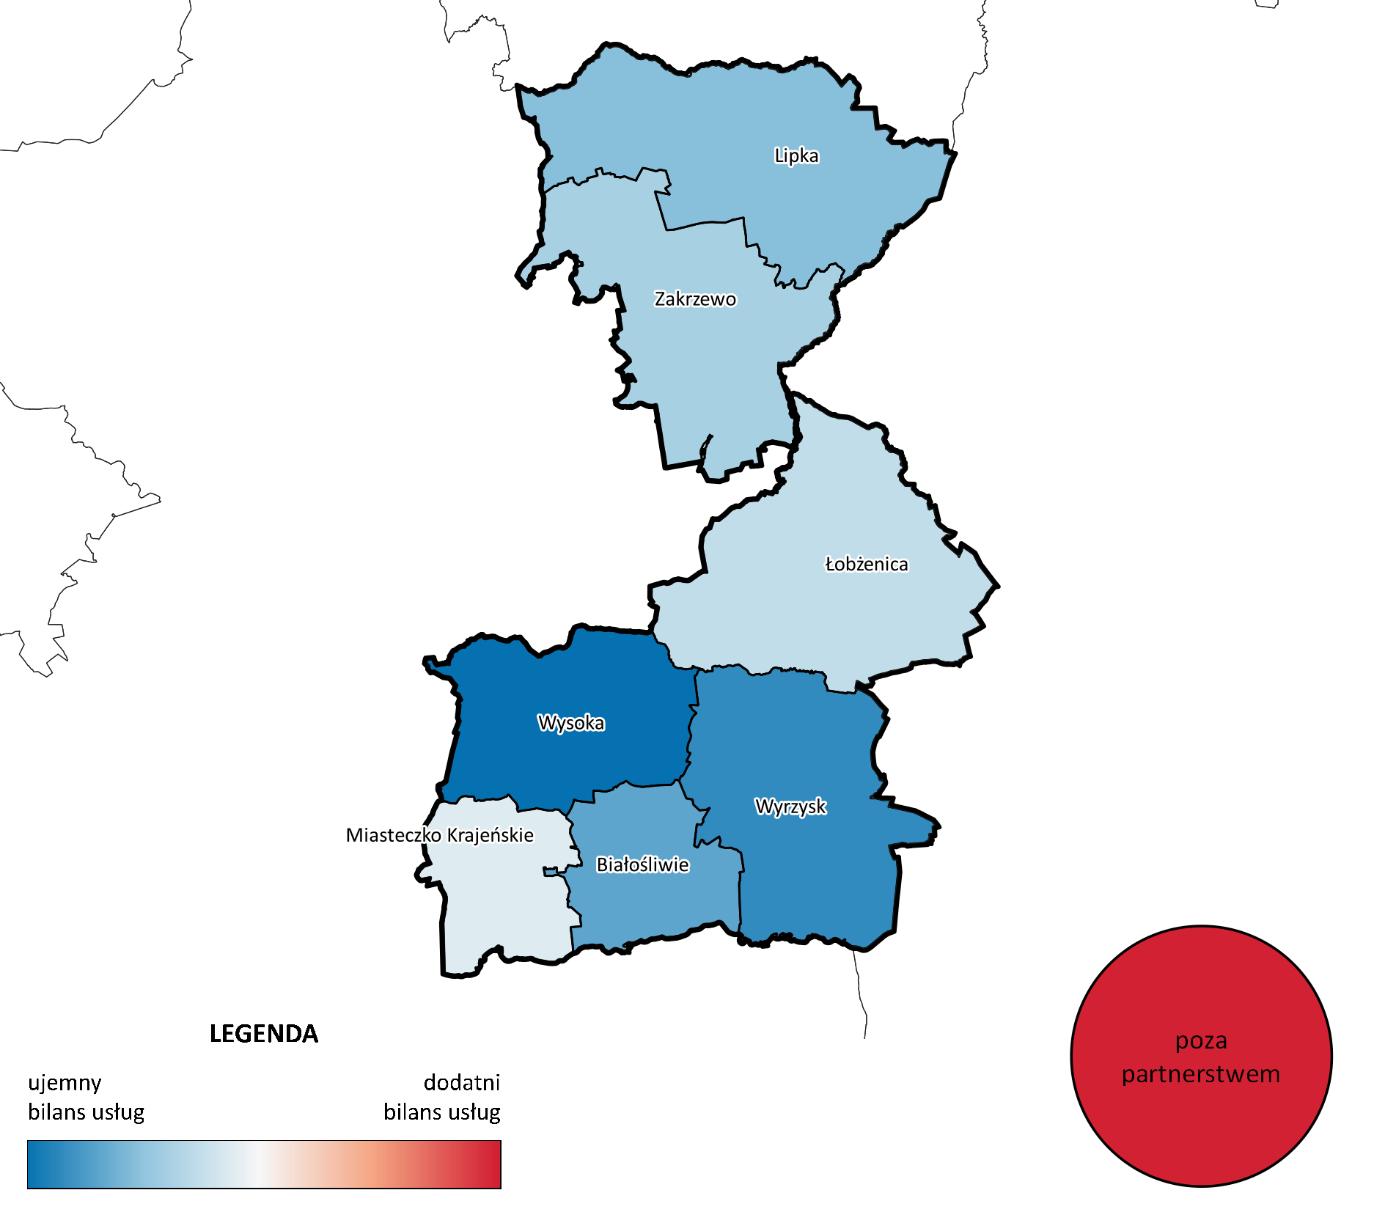 Lipka
Zakrzewo
Łobżenica
Wysoka
Wyrzysk
Miasteczko Krajeńskie
Białośliwie
LEGENDA
ujemny
bilans usług
dodatni
bilans usług
poza
partnerstwem